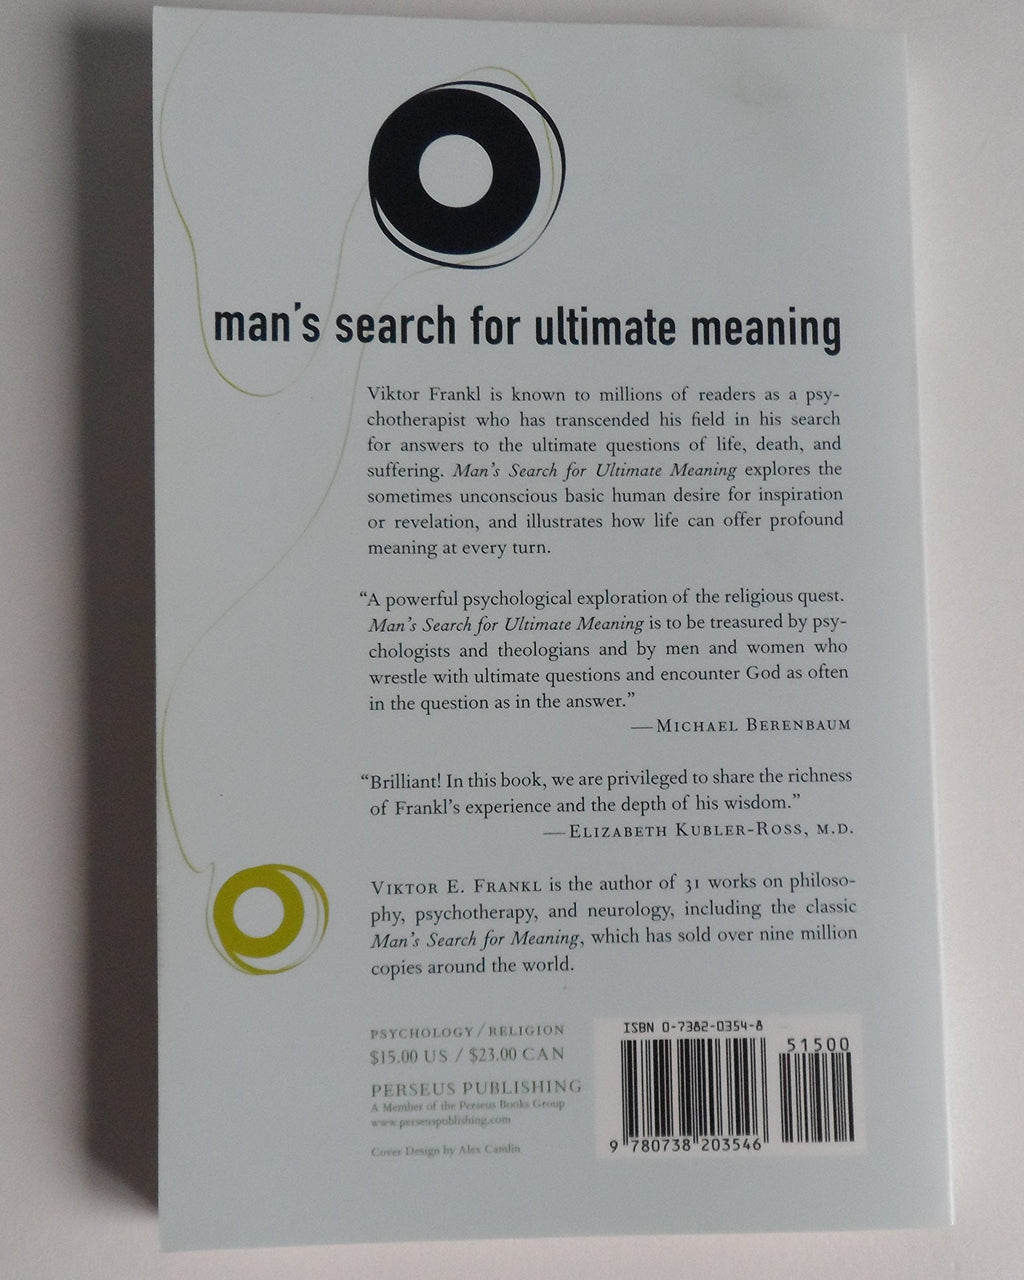 man's search for ultimate meaning
Viktor Frankl is known to millions of readers as a psy-
chotherapist who has transcended his field in his search
for answers to the ultimate questions of life, death, and
suffering. Man's Search for Ultimate Meaning explores the
sometimes unconscious basic human desire for inspiration
or revelation, and illustrates how life can offer profound
meaning at every turn.
“A powerful psychological exploration of the religious quest.
Man's Search for Ultimate Meaning is to be treasured by psy-
chologists and theologians and by men and women who
wrestle with ultimate questions and encounter God as often
in the question as in the answer.”
—MICHAEL BERENBAUM
“Brilliant! In this book, we are privileged to share the richness
of Frankl's experience and the depth of his wisdom.”
—ELIZABETH KUBLER-ROSS, M.D.
VIKTOR E. FRANKL is the author of 31 works on philoso-
phy, psychotherapy, and neurology, including the classic
Man's Search for Meaning, which has sold over nine million
copies around the world.
PSYCHOLOGY/RELIGION
$15.00 US / $23.00 CAN
PERSEUS PUBLISHING
A Member of the Perseus Books Group
www.perseuspublishing.com
Cover Design by Alex Camlin
ISBN 0-7382-0354-8
51500
9 780738 203546